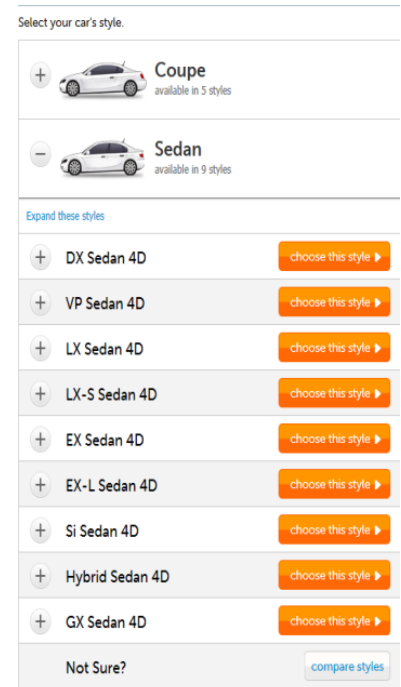 Select your car's style.
Coupe
available in 5 styles
Sedan
available in 9 styles
Expand these styles
DX Sedan 4D choose this style
VP Sedan 4D choose this style
LX Sedan 4D choose this style
LX-S Sedan 4D choose this style
EX Sedan 4D choose this style
EX-L Sedan 4D choose this style
Si Sedan 4D choose this style
Hybrid Sedan 4D choose this style
GX Sedan 4D choose this style
Not Sure? compare styles